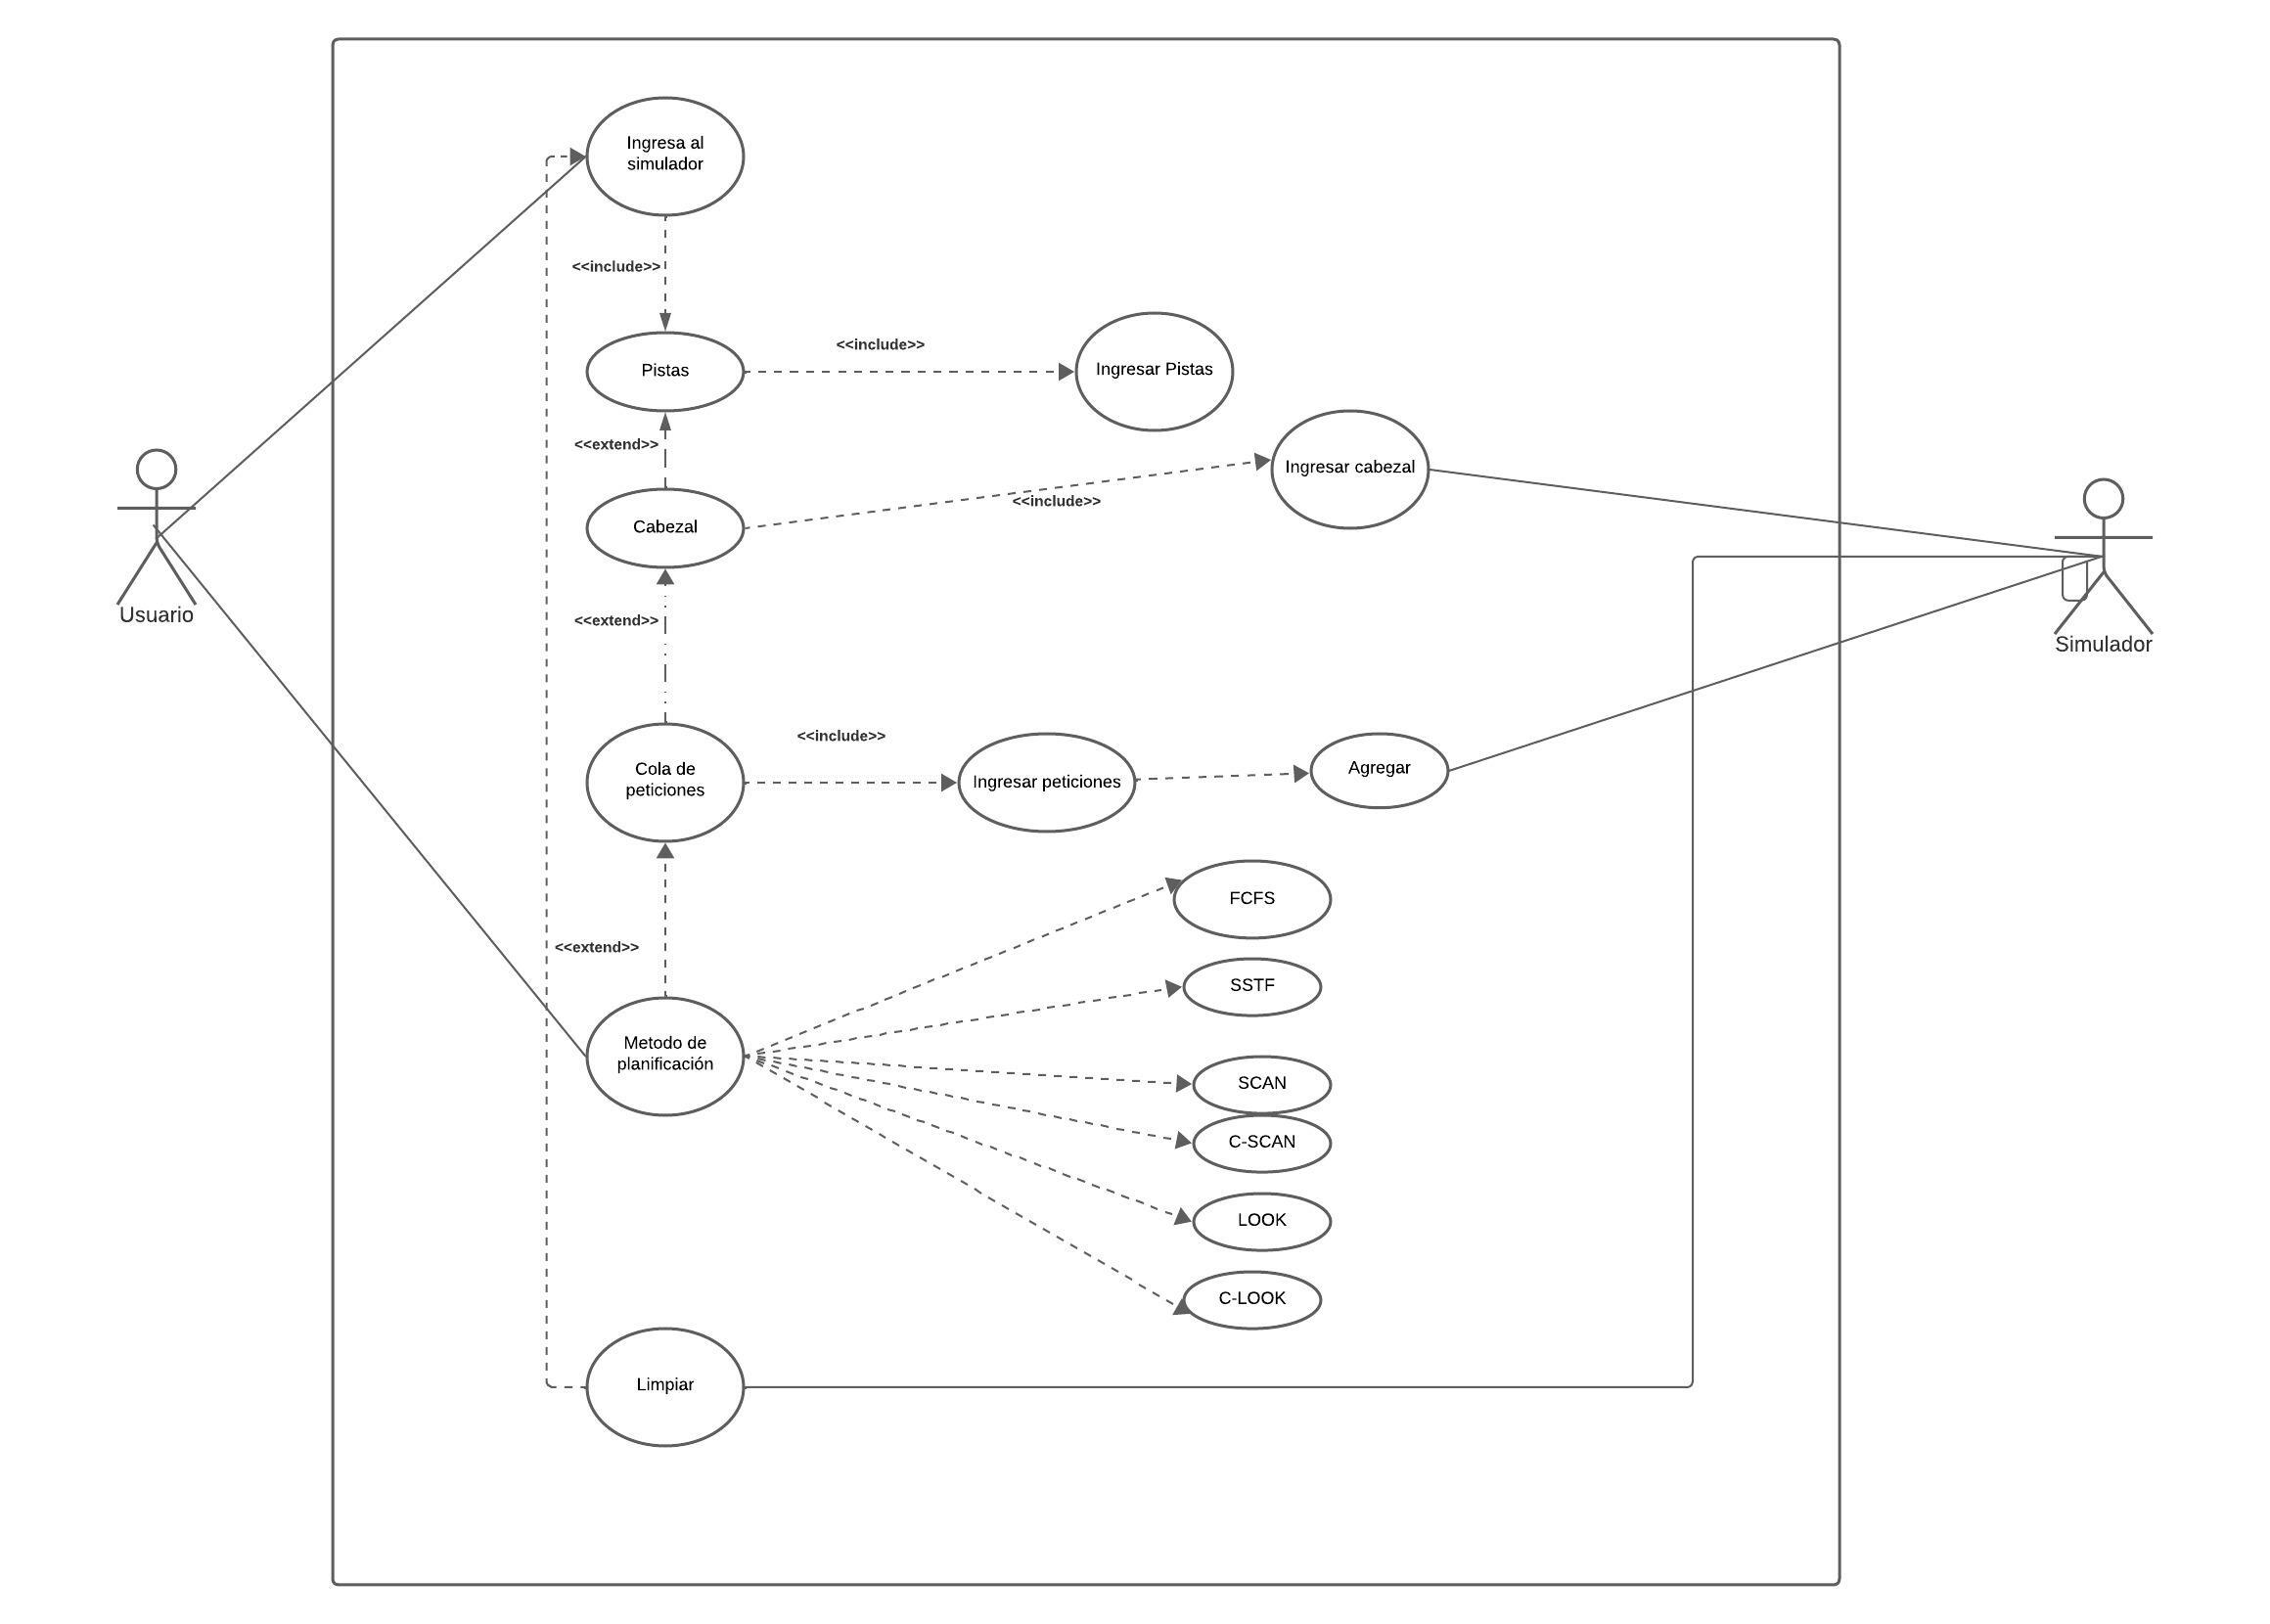 Ingresa al
simulador
<<include>>
Pistas
<<include>>
Ingresar Pistas
<<extend>>
Ingresar cabezal
<<include>>
Cabezal
Usuario
<<extend>>
Simulador
<<include>>
Cola de
peticiones
Ingresar peticiones
Agregar
FCFS
<<extend>>
SSTF
Metodo de
planificación
SCAN
C-SCAN
LOOK
C-LOOK
Limpiar